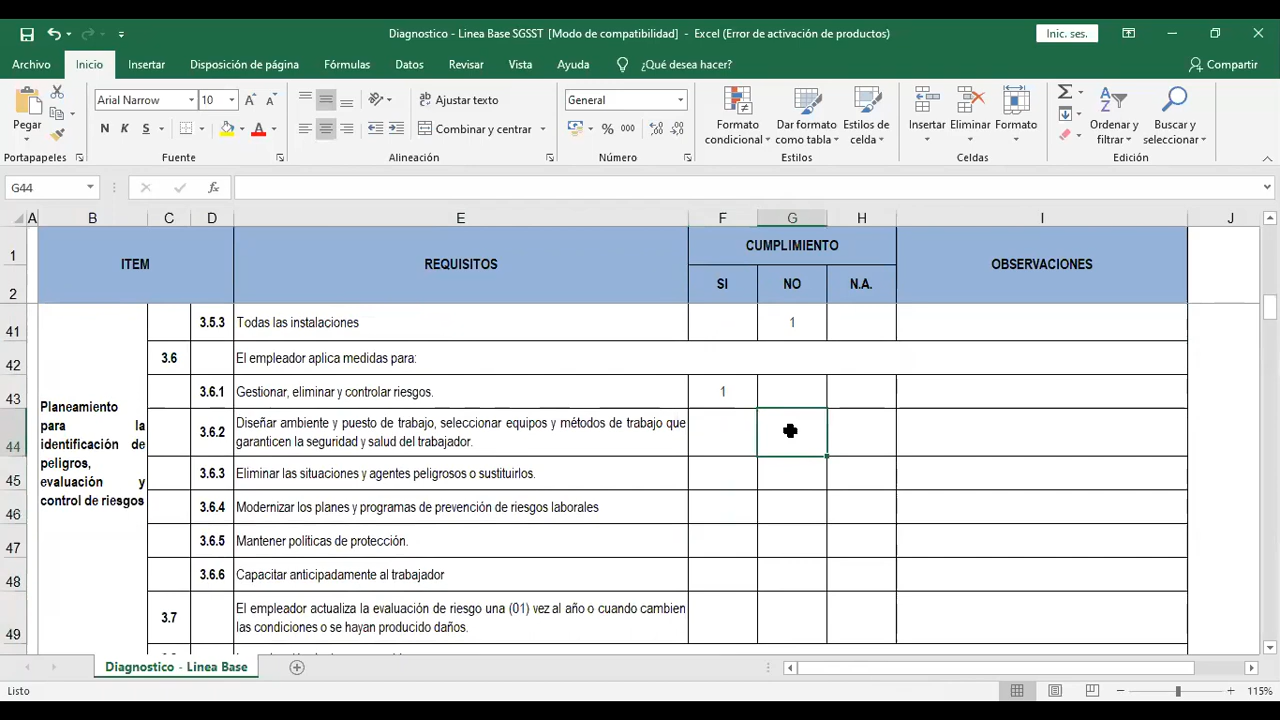 Diagnostico - Linea Base SGSST [Modo de compatibilidad] - Excel (Error de activación de productos)
Inic. ses.
Archivo Inicio Insertar Disposición de página Fórmulas Datos Revisar Vista Ayuda ¿Qué desea hacer? Compartir
Pegar
Arial Narrow 10
N K S
Ajustar texto
Combinar y centrar
General
% 000
Formato condicional
Dar formato como tabla
Estilos de celda
Insertar Eliminar Formato
Ordenar y filtrar
Buscar y seleccionar
Portapapeles Fuente Alineación Número Estilos Celdas Edición
G44 fx
A B C D E F G H I J
1 ITEM REQUISITOS CUMPLIMIENTO OBSERVACIONES
2 SI NO N.A.
41 3.5.3 Todas las instalaciones 1
42 3.6 El empleador aplica medidas para:
43 3.6.1 Gestionar, eliminar y controlar riesgos. 1
Planeamiento
para la
identificación de
peligros,
evaluación y
control de riesgos
44 3.6.2 Diseñar ambiente y puesto de trabajo, seleccionar equipos y métodos de trabajo que
garanticen la seguridad y salud del trabajador.
45 3.6.3 Eliminar las situaciones y agentes peligrosos o sustituirlos.
46 3.6.4 Modernizar los planes y programas de prevención de riesgos laborales
47 3.6.5 Mantener políticas de protección.
48 3.6.6 Capacitar anticipadamente al trabajador
49 3.7 El empleador actualiza la evaluación de riesgo una (01) vez al año o cuando cambien
las condiciones o se hayan producido daños.
Diagnostico - Linea Base
Listo
115%